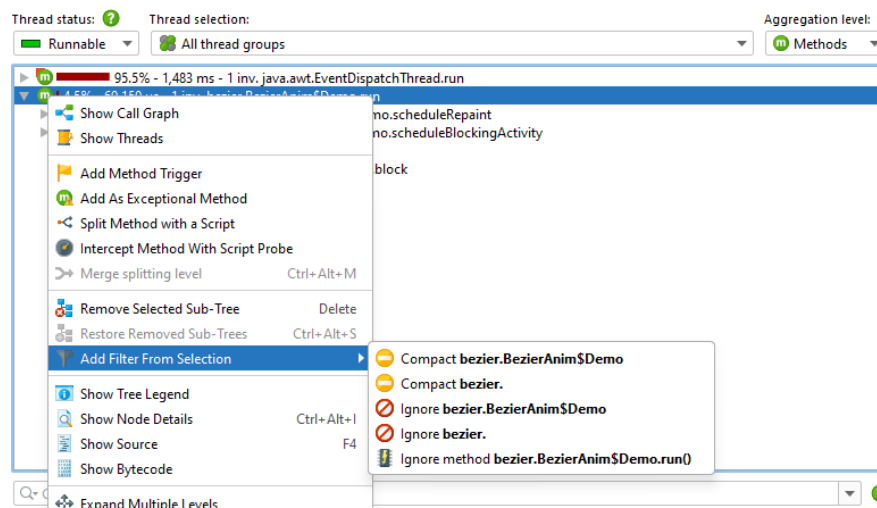 Thread status: Thread selection: Aggregation level:
Runnable All thread groups Methods
95.5% - 1,483 ms - 1 inv. java.awt.EventDispatchThread.run
Show Call Graph
no.scheduleRepaint
Show Threads
mo.scheduleBlockingActivity
Add Method Trigger
.block
Add As Exceptional Method
Split Method with a Script
Intercept Method With Script Probe
Merge splitting level Ctrl+Alt+M
Remove Selected Sub-Tree Delete
Restore Removed Sub-Trees Ctrl+Alt+S
Add Filter From Selection
Compact bezier.BezierAnim$Demo
Compact bezier.
Ignore bezier.BezierAnim$Demo
Ignore bezier.
Ignore method bezier.BezierAnim$Demo.run()
Show Tree Legend
Show Node Details Ctrl+Alt+I
Show Source F4
Show Bytecode
Expand Multiple Levels